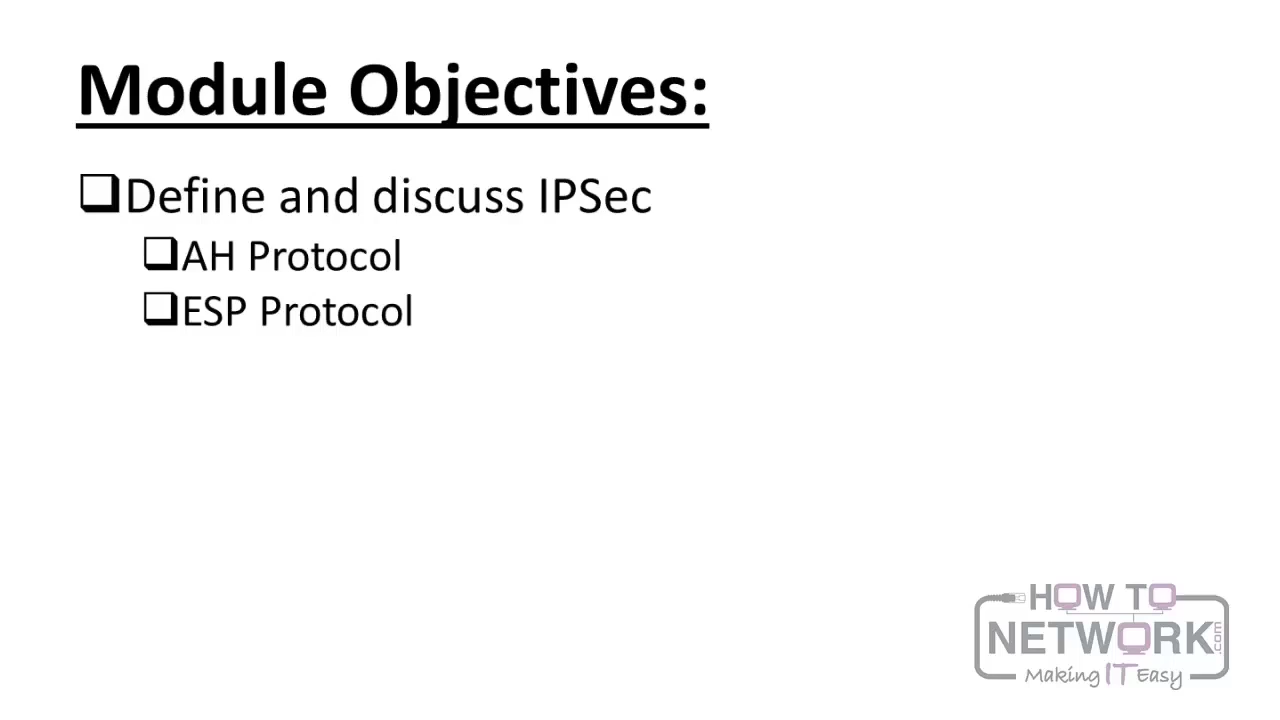 Module Objectives:
❑Define and discuss IPSec
❑AH Protocol
❑ESP Protocol
HOW TO
NETWORK.com
Making IT Easy